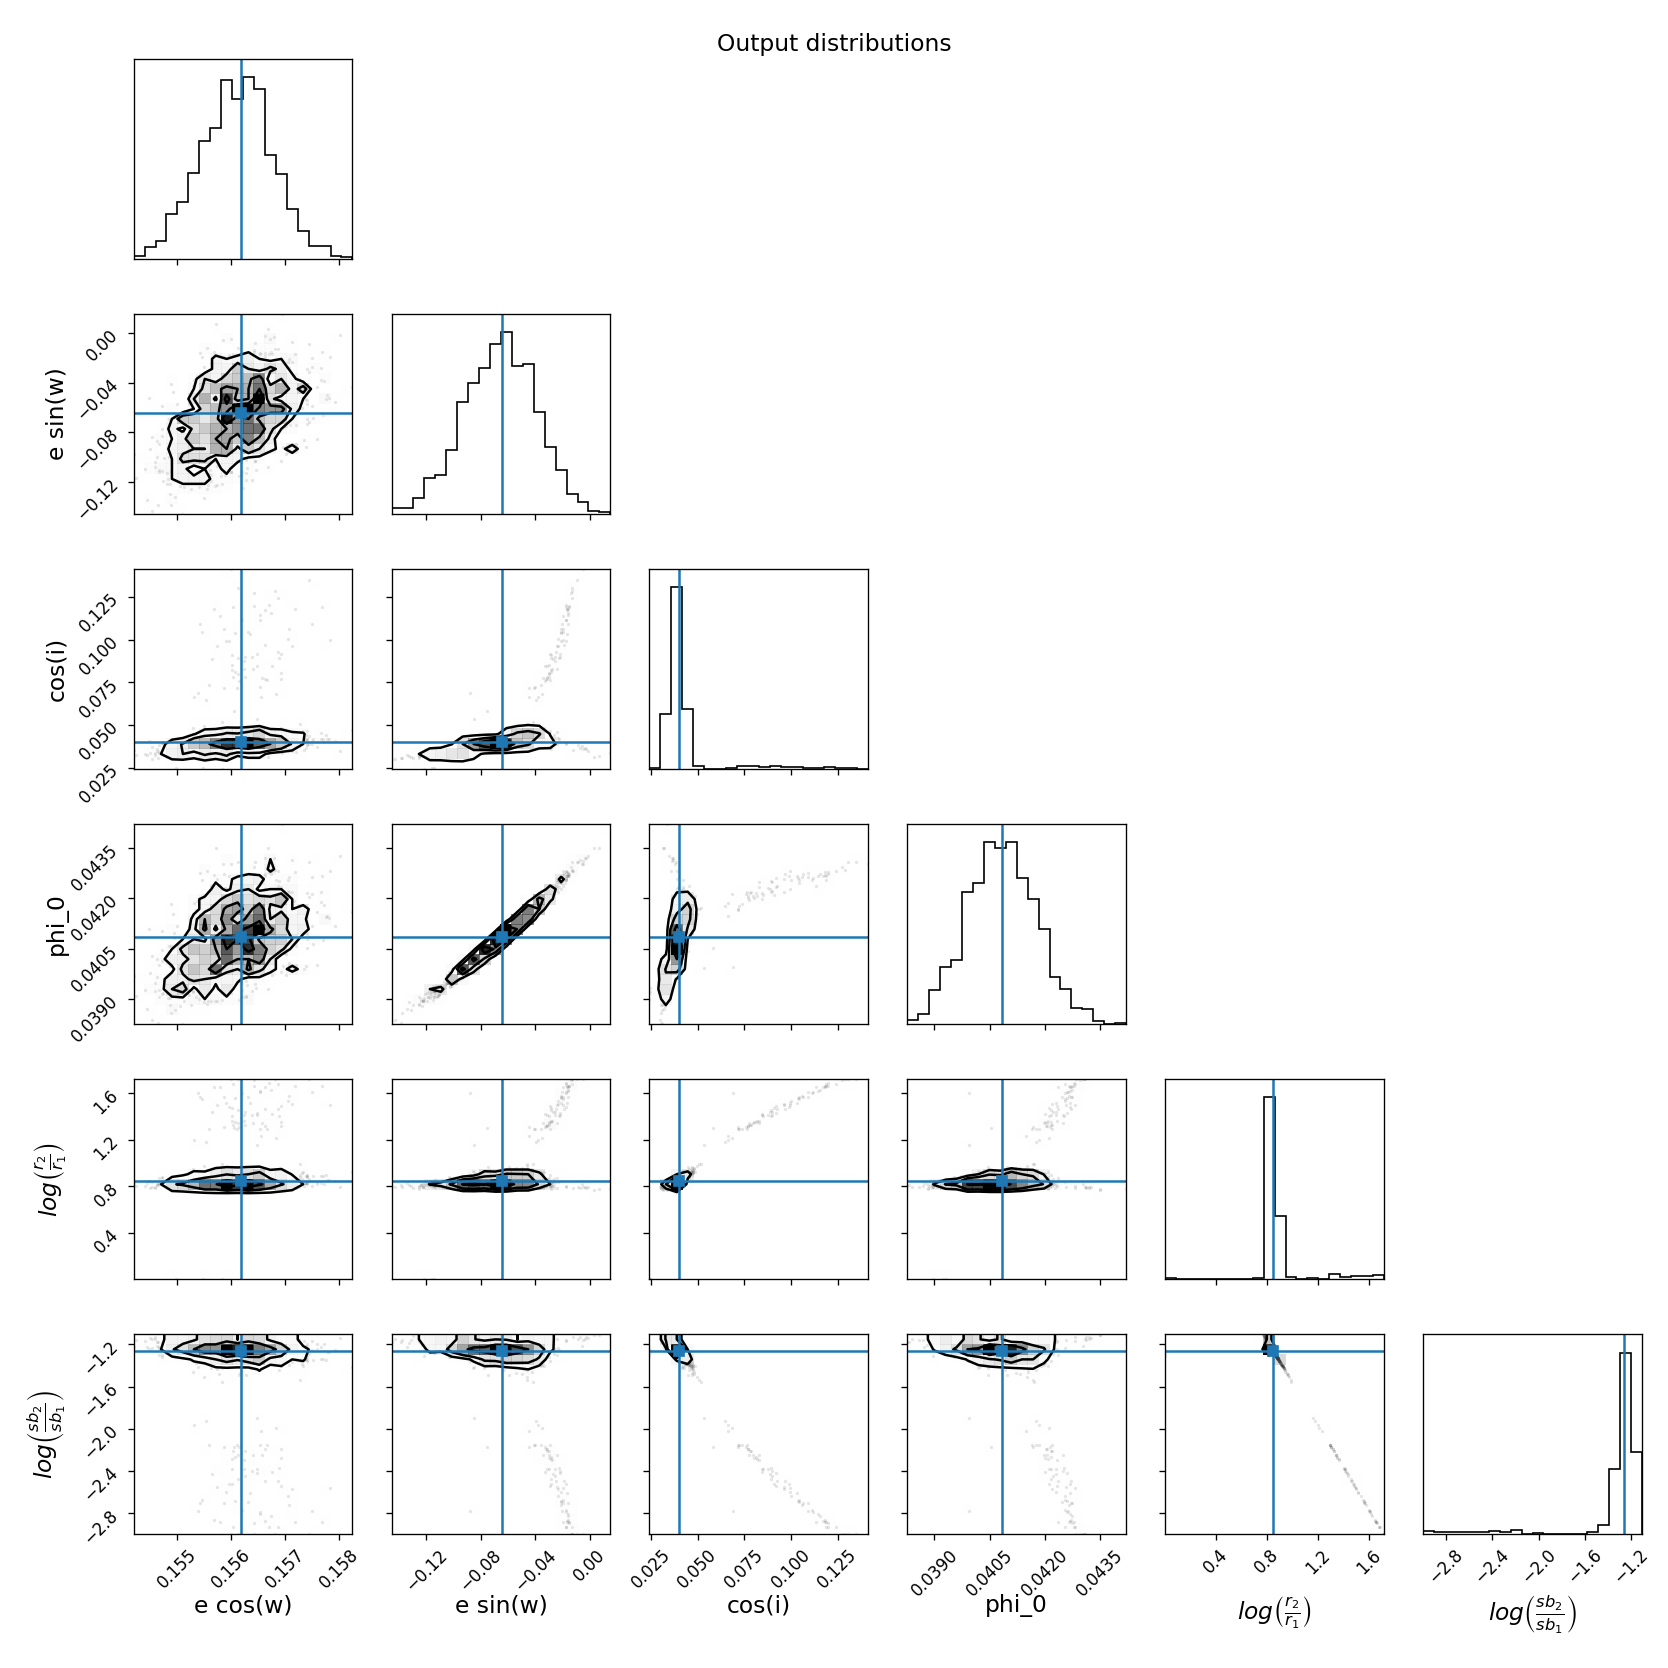 Output distributions
0.00
−0.04
−0.08
−0.12
e sin(w)
0.125
0.100
0.075
0.050
0.025
cos(i)
0.0435
0.0420
0.0405
0.0390
phi_0
1.6
1.2
0.8
0.4
log(r₂/r₁)
−1.2
−1.6
−2.0
−2.4
−2.8
log(sb₂/sb₁)
0.155 0.156 0.157 0.158
e cos(w)
−0.12 −0.08 −0.04 0.00
e sin(w)
0.025 0.050 0.075 0.100 0.125
cos(i)
0.0390 0.0405 0.0420 0.0435
phi_0
0.4 0.8 1.2 1.6
log(r₂/r₁)
−2.8 −2.4 −2.0 −1.6 −1.2
log(sb₂/sb₁)